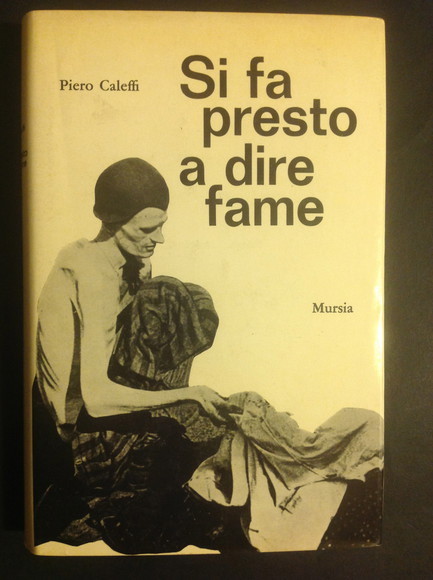 Piero Caleffi
Si fa
presto
a dire
fame
Mursia